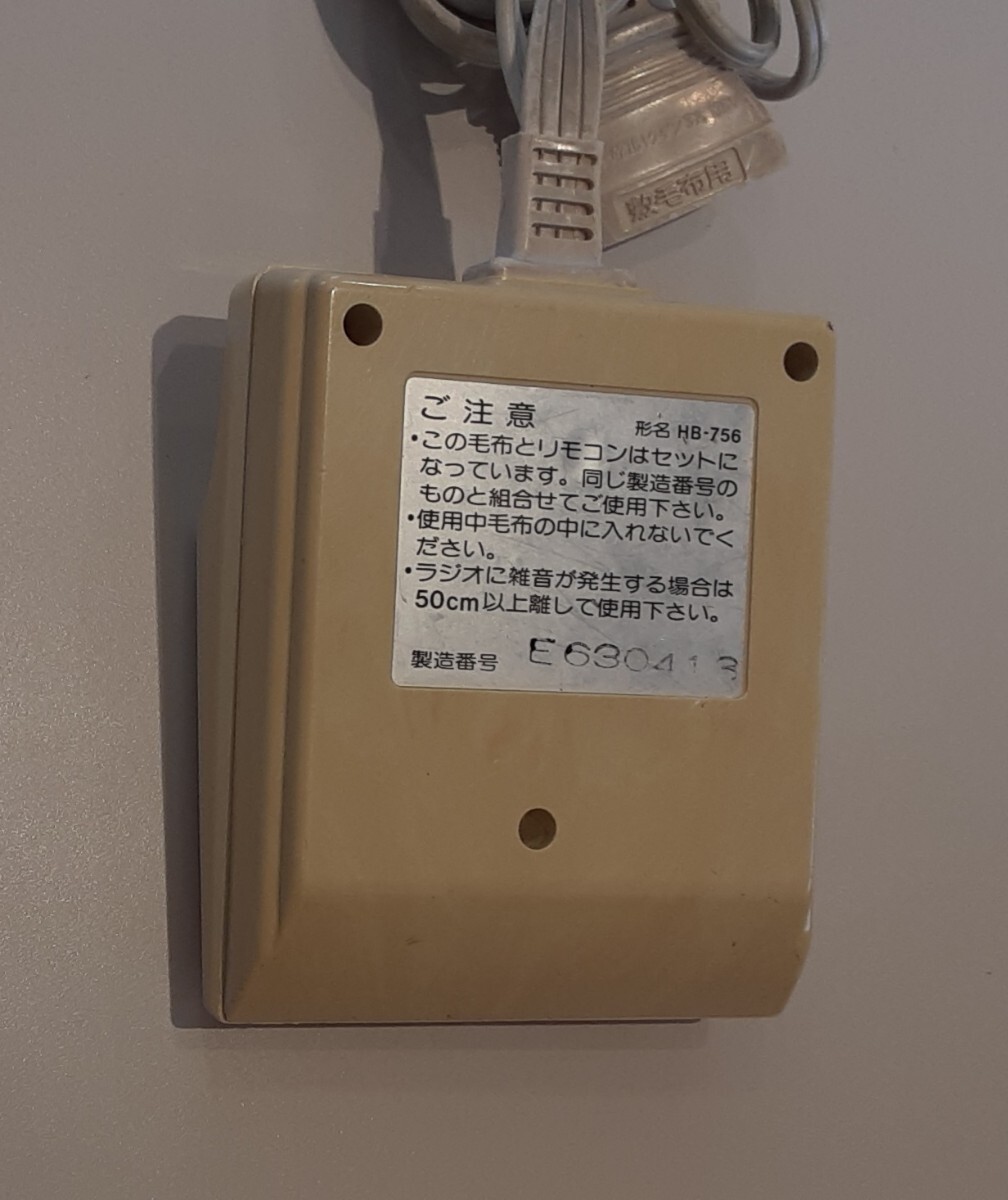 敷毛布用
ご注意
形名 HB-756
・この毛布とリモコンはセットに
なっています。同じ製造番号の
ものと組合せてご使用下さい。
・使用中毛布の中に入れないでく
ださい。
・ラジオに雑音が発生する場合は
50cm以上離して使用下さい。
製造番号 E630413